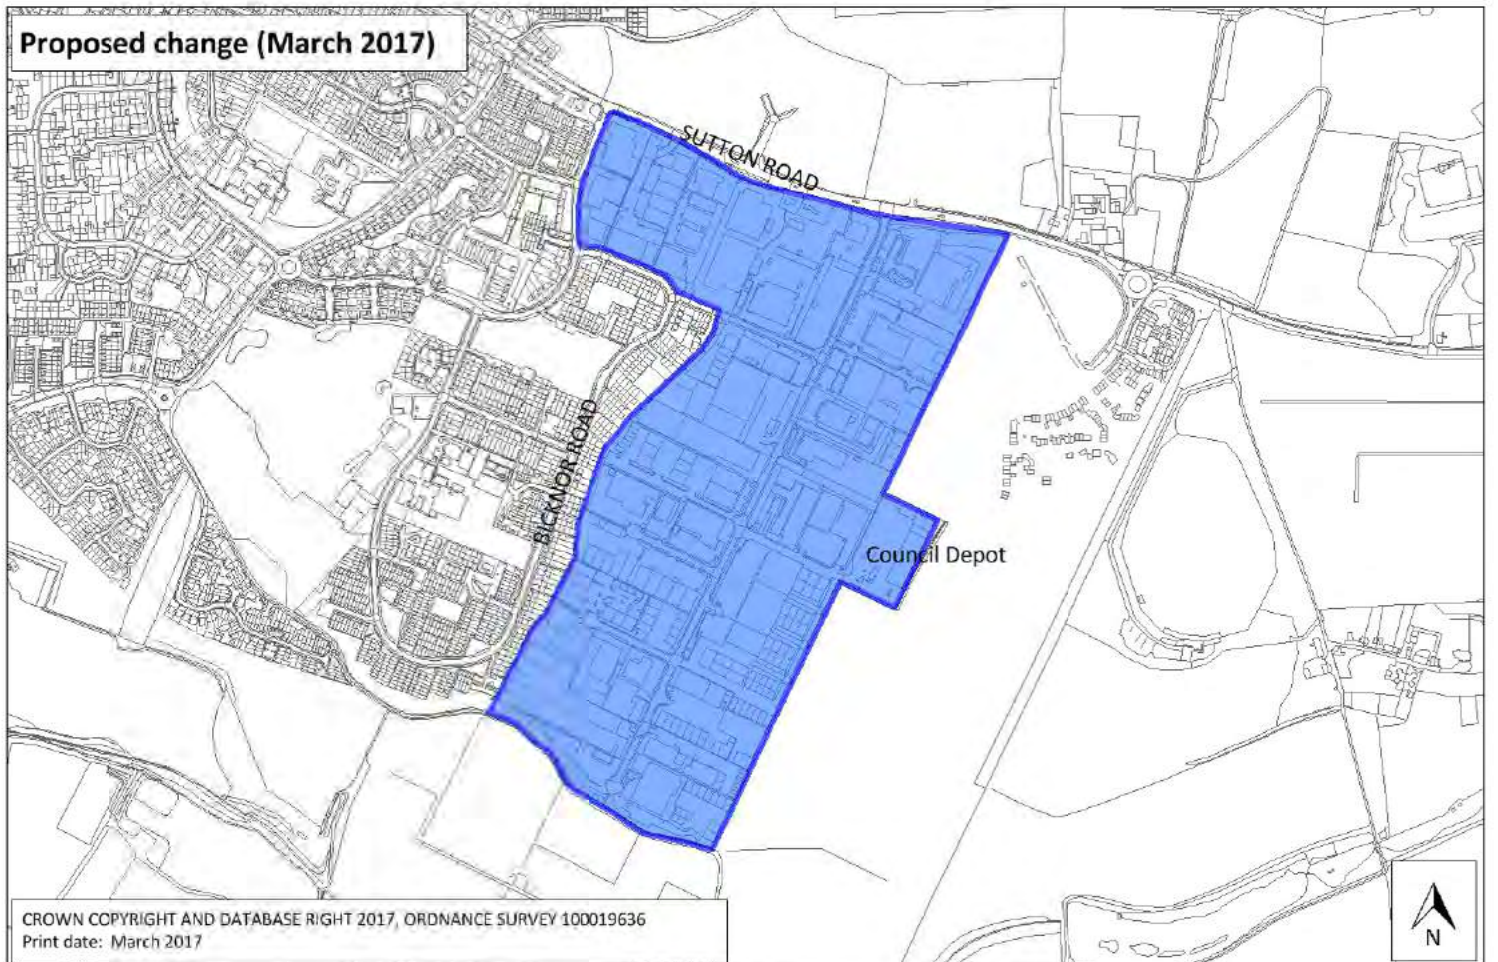 Proposed change (March 2017)
SUTTON ROAD
BICKNOR ROAD
Council Depot
CROWN COPYRIGHT AND DATABASE RIGHT 2017, ORDNANCE SURVEY 100019636
Print date: March 2017
N